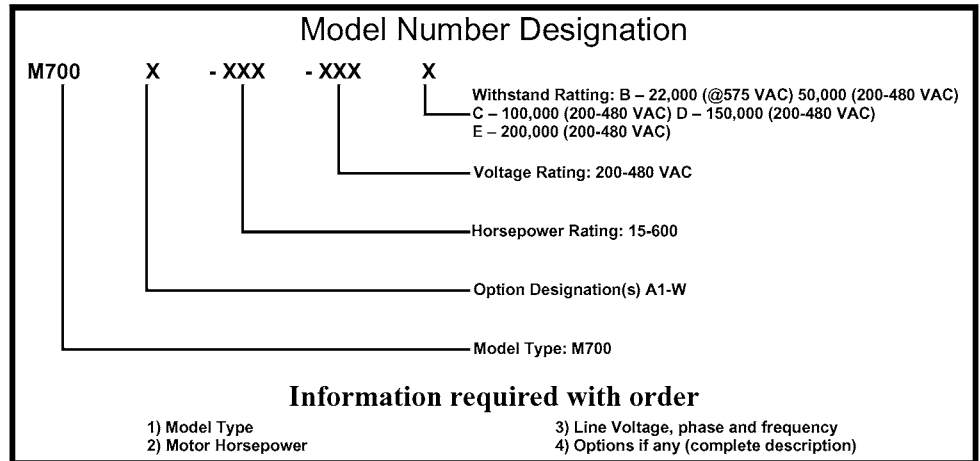 Model Number Designation
M700 X - XXX - XXX X
Withstand Ratting: B – 22,000 (@575 VAC) 50,000 (200-480 VAC)
C – 100,000 (200-480 VAC) D – 150,000 (200-480 VAC)
E – 200,000 (200-480 VAC)
Voltage Rating: 200-480 VAC
Horsepower Rating: 15-600
Option Designation(s) A1-W
Model Type: M700
Information required with order
1) Model Type
2) Motor Horsepower
3) Line Voltage, phase and frequency
4) Options if any (complete description)